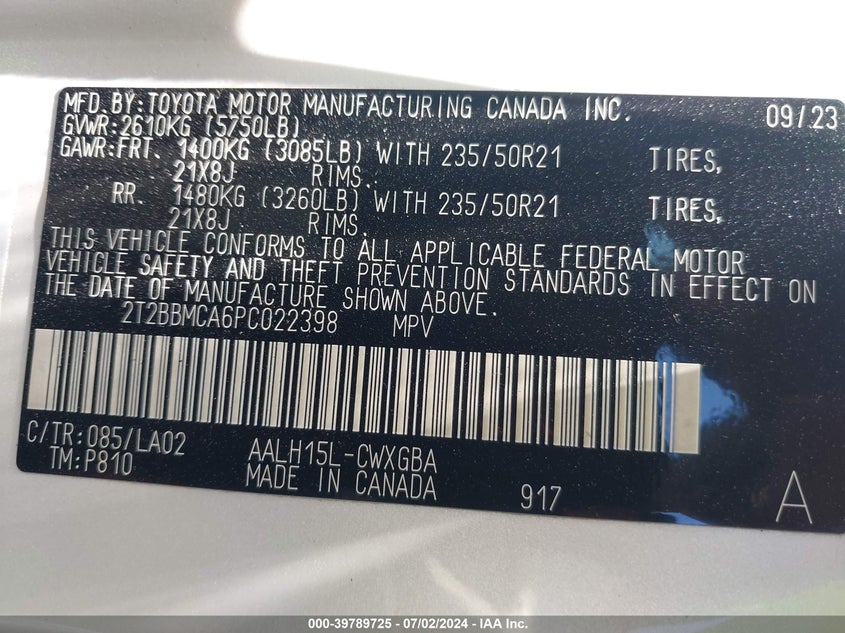 MFD.BY:TOYOTA MOTOR MANUFACTURING CANADA INC. 09/23
GVWR:2610KG (5750LB)
GAWR:FRT. 1400KG (3085LB) WITH 235/50R21 TIRES,
21X8J RIMS.
RR. 1480KG (3260LB) WITH 235/50R21 TIRES,
21X8J RIMS.
THIS VEHICLE CONFORMS TO ALL APPLICABLE FEDERAL MOTOR
VEHICLE SAFETY AND THEFT PREVENTION STANDARDS IN EFFECT ON
THE DATE OF MANUFACTURE SHOWN ABOVE.
2T2BBMCA6PC022398 MPV
C/TR:085/LA02 AALH15L-CWXGBA
TM:P810 MADE IN CANADA 917 A
000-39789725 - 07/02/2024 - IAA Inc.